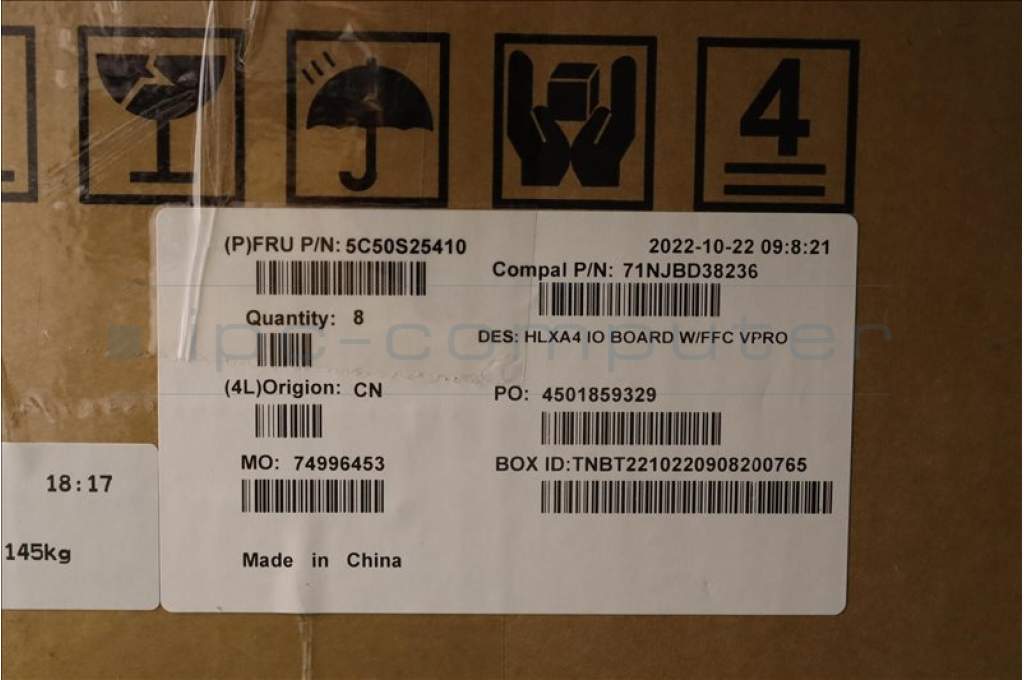 4
(P)FRU P/N: 5C50S25410
2022-10-22 09:8:21
Compal P/N: 71NJBD38236
Quantity: 8
DES: HLXA4 IO BOARD W/FFC VPRO
ipc-computer
(4L)Origion: CN
PO: 4501859329
MO: 74996453
BOX ID:TNBT2210220908200765
18:17
145kg
Made in China